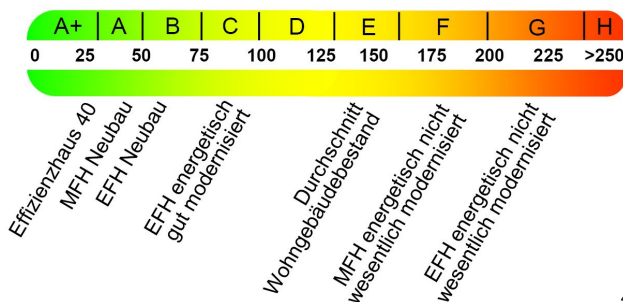 A+ A B C D E F G H
0 25 50 75 100 125 150 175 200 225 >250
Effizienzhaus 40
MFH Neubau
EFH Neubau
EFH energetisch
gut modernisiert
Durchschnitt
Wohngebäudebestand
MFH energetisch nicht
wesentlich modernisiert
EFH energetisch nicht
wesentlich modernisiert